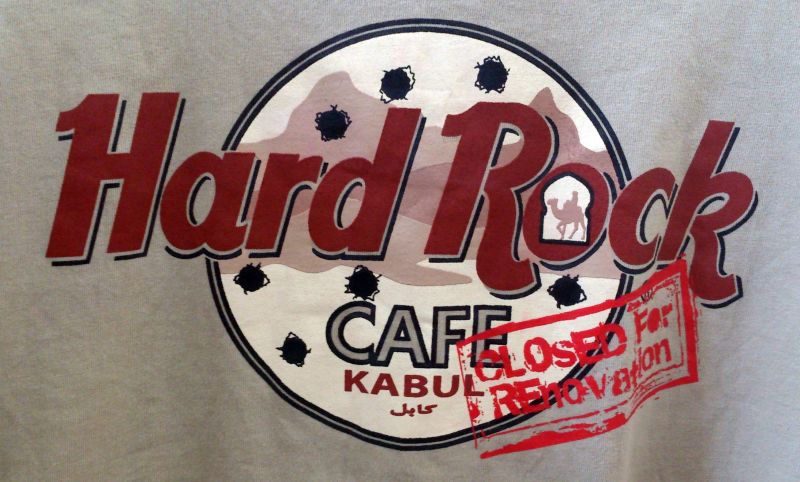 Hard Rock
CAFE
KABUL
کابل
CLOSED For
REnovation